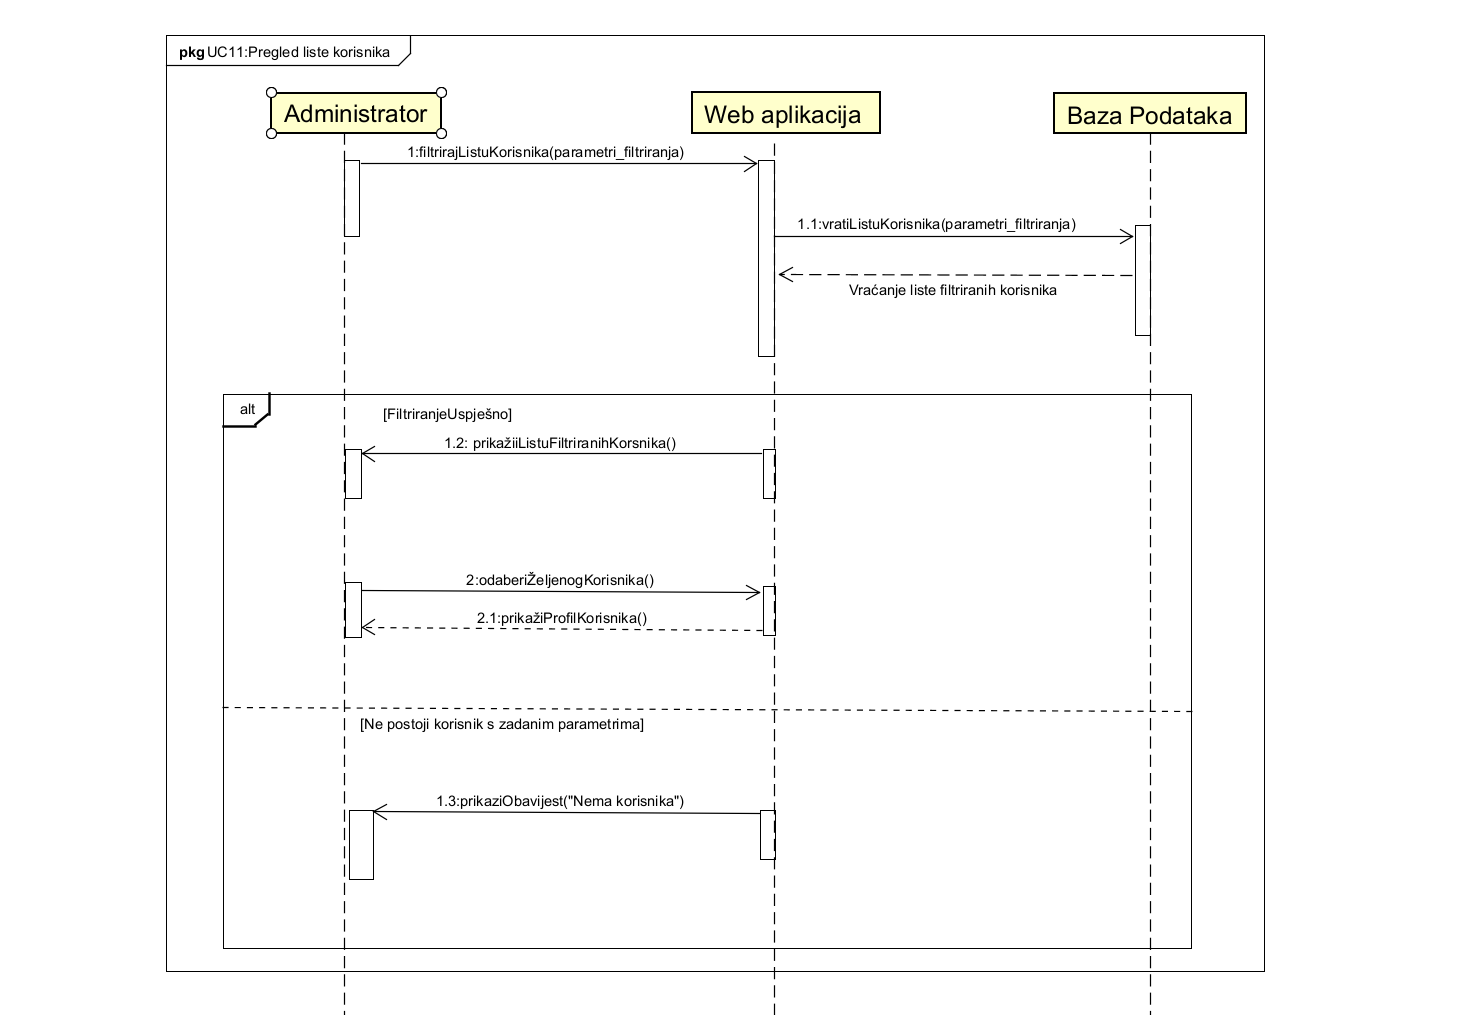 pkg UC11:Pregled liste korisnika
Administrator
Web aplikacija
Baza Podataka
1:filtrirajListuKorisnika(parametri_filtriranja)
1.1:vratiListuKorisnika(parametri_filtriranja)
Vraćanje liste filtriranih korisnika
alt
[FiltriranjeUspješno]
1.2: prikažiiListuFiltriranihKorsnika()
2:odaberiŽeljenogKorisnika()
2.1:prikažiProfilKorisnika()
[Ne postoji korisnik s zadanim parametrima]
1.3:prikaziObavijest("Nema korisnika")